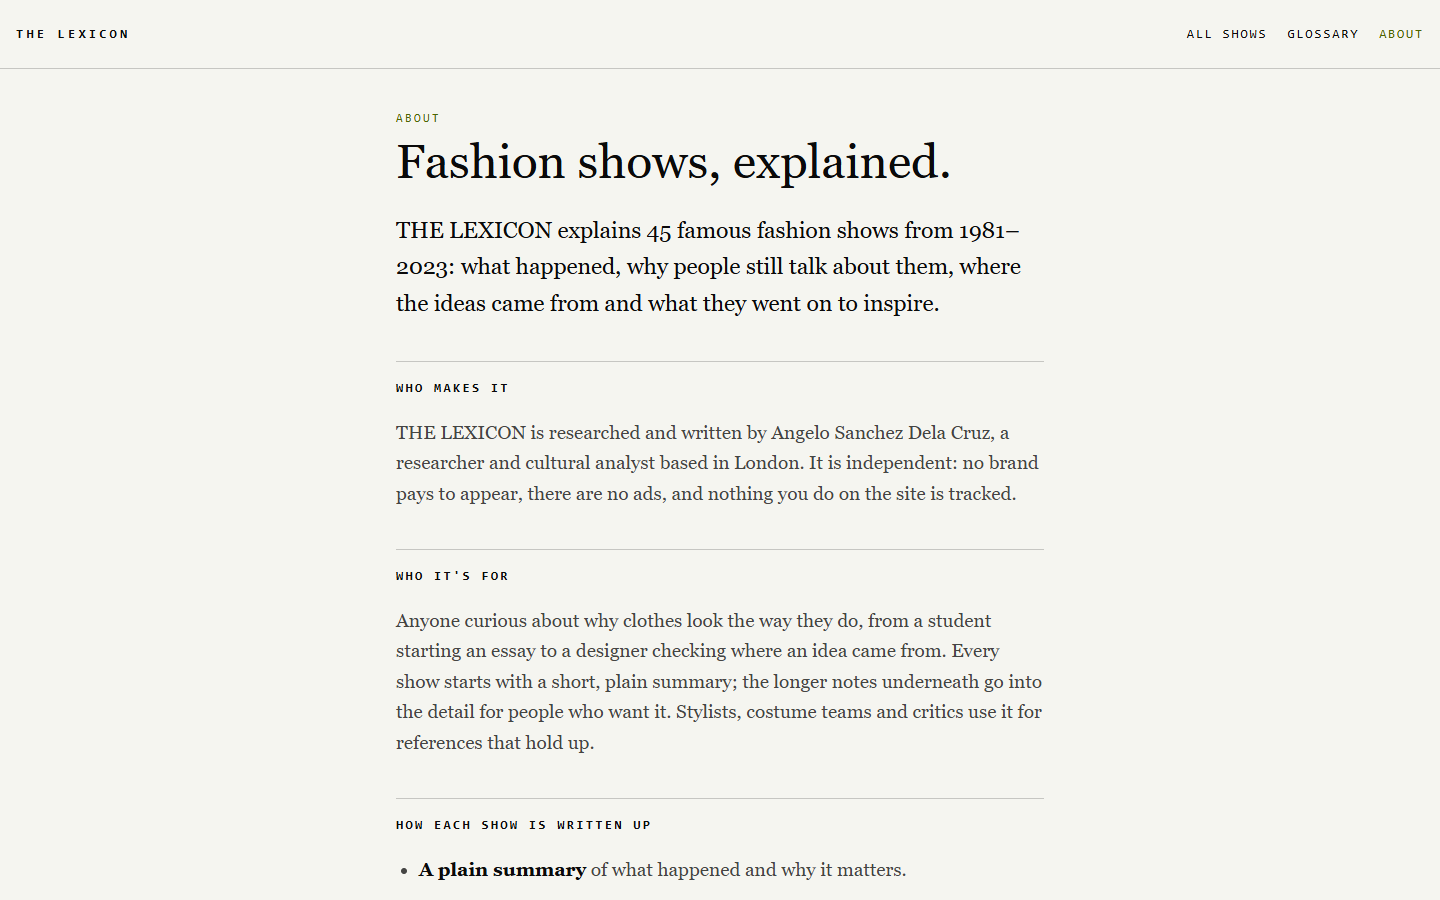 THE LEXICON
ALL SHOWS GLOSSARY ABOUT
ABOUT
Fashion shows, explained.
THE LEXICON explains 45 famous fashion shows from 1981–
2023: what happened, why people still talk about them, where
the ideas came from and what they went on to inspire.
WHO MAKES IT
THE LEXICON is researched and written by Angelo Sanchez Dela Cruz, a
researcher and cultural analyst based in London. It is independent: no brand
pays to appear, there are no ads, and nothing you do on the site is tracked.
WHO IT'S FOR
Anyone curious about why clothes look the way they do, from a student
starting an essay to a designer checking where an idea came from. Every
show starts with a short, plain summary; the longer notes underneath go into
the detail for people who want it. Stylists, costume teams and critics use it for
references that hold up.
HOW EACH SHOW IS WRITTEN UP
• A plain summary of what happened and why it matters.